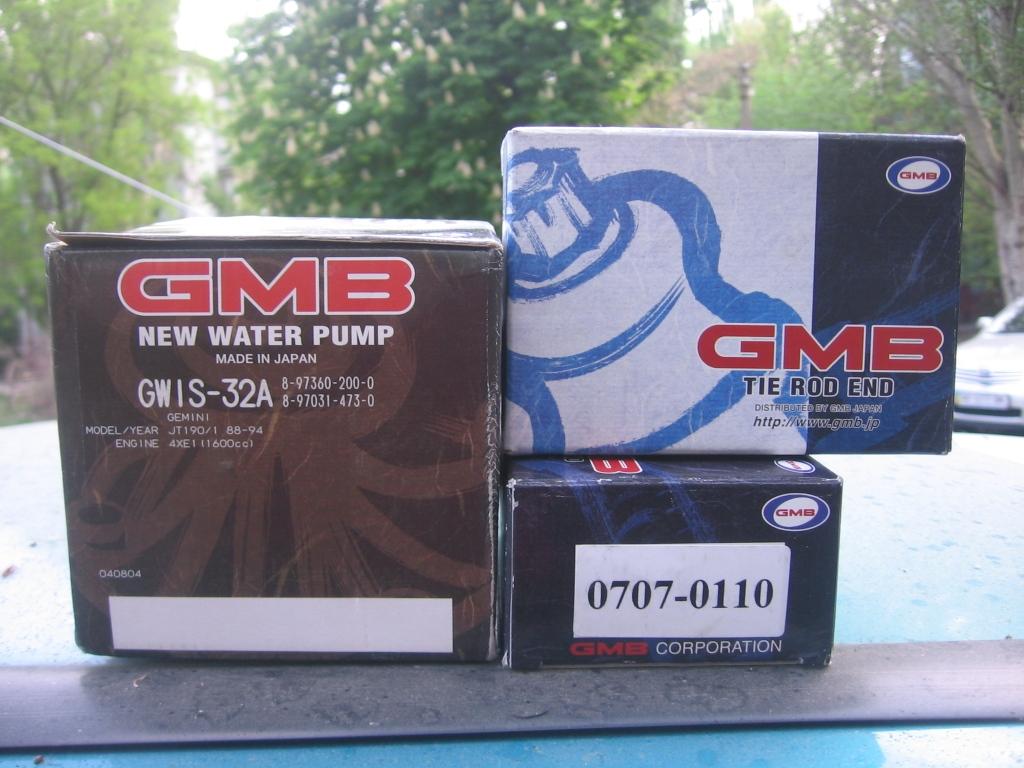 GMB
NEW WATER PUMP
MADE IN JAPAN
GWIS-32A
8-97360-200-0
8-97031-473-0
GEMINI
MODEL/YEAR JT190/1 88-94
ENGINE 4XE1 (1600cc)
040804
GMB
GMB
TIE ROD END
DISTRIBUTED BY GMB JAPAN
http://www.gmb.jp
GMB
0707-0110
GMB CORPORATION